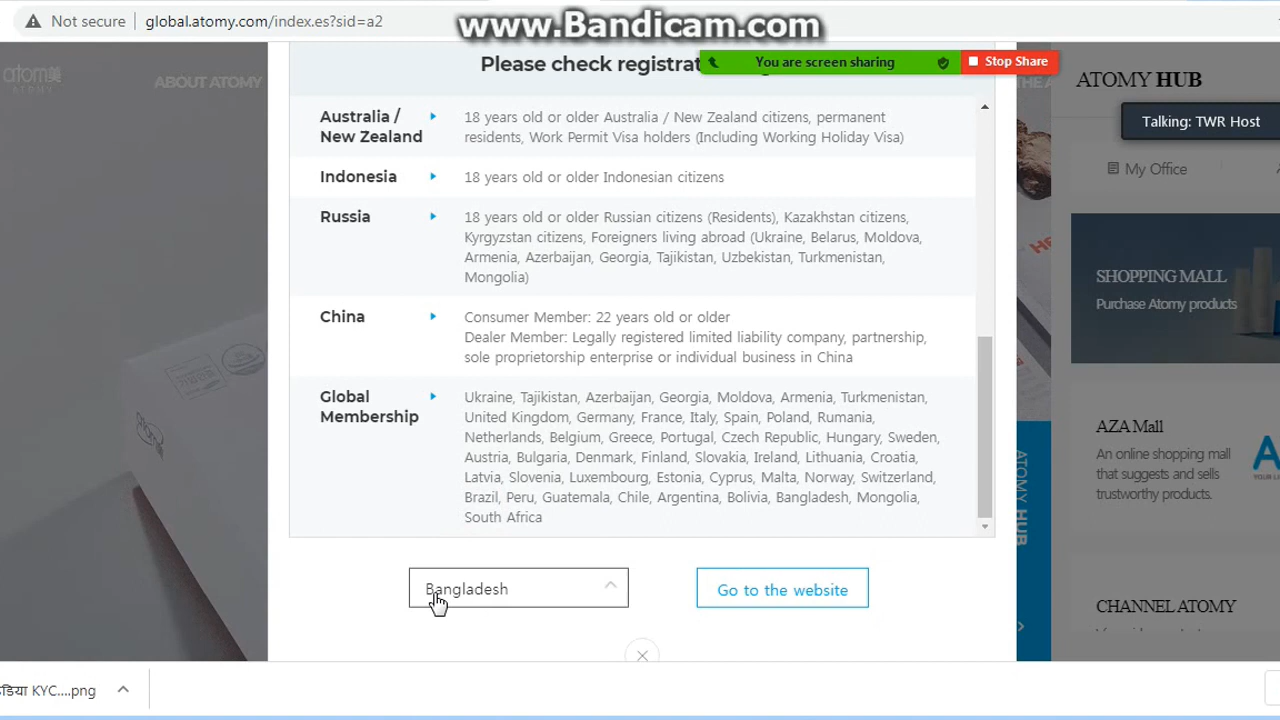 Not secure
global.atomy.com/index.es?sid=a2
www.Bandicam.com
You are screen sharing
Stop Share
ATOMY
ABOUT ATOMY
ATOMY HUB
Talking: TWR Host
My Office
SHOPPING MALL
Purchase Atomy products
AZA Mall
An online shopping mall
that suggests and sells
trustworthy products.
CHANNEL ATOMY
ATOMY HUB
Please check
Australia /
New Zealand
18 years old or older Australia / New Zealand citizens, permanent
residents, Work Permit Visa holders (Including Working Holiday Visa)
Indonesia
18 years old or older Indonesian citizens
Russia
18 years old or older Russian citizens (Residents), Kazakhstan citizens,
Kyrgyzstan citizens, Foreigners living abroad (Ukraine, Belarus, Moldova,
Armenia, Azerbaijan, Georgia, Tajikistan, Uzbekistan, Turkmenistan,
Mongolia)
China
Consumer Member: 22 years old or older
Dealer Member: Legally registered limited liability company, partnership,
sole proprietorship enterprise or individual business in China
Global
Membership
Ukraine, Tajikistan, Azerbaijan, Georgia, Moldova, Armenia, Turkmenistan,
United Kingdom, Germany, France, Italy, Spain, Poland, Rumania,
Netherlands, Belgium, Greece, Portugal, Czech Republic, Hungary, Sweden,
Austria, Bulgaria, Denmark, Finland, Slovakia, Ireland, Lithuania, Croatia,
Latvia, Slovenia, Luxembourg, Estonia, Cyprus, Malta, Norway, Switzerland,
Brazil, Peru, Guatemala, Chile, Argentina, Bolivia, Bangladesh, Mongolia,
South Africa
Bangladesh
Go to the website
KYC....png